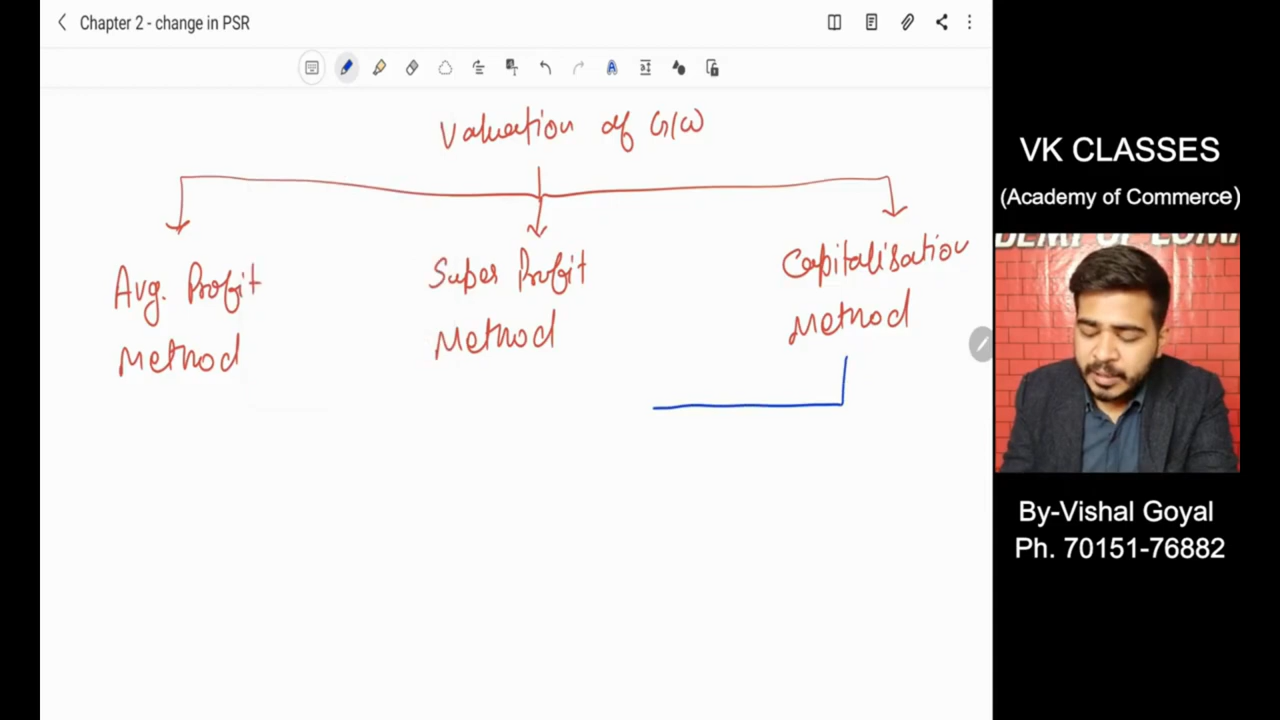 Chapter 2 - change in PSR
Valuation of G/W
Avg. Profit
Method
Super Profit
Method
Capitalisation
Method
VK CLASSES
(Academy of Commerce)
By-Vishal Goyal
Ph. 70151-76882